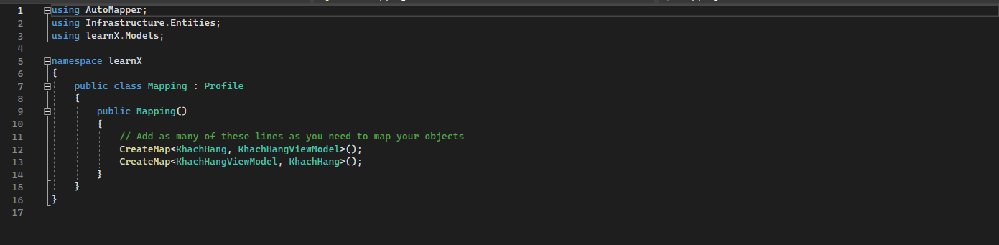 1 using AutoMapper;
2 using Infrastructure.Entities;
3 using learnX.Models;
4
5 namespace learnX
6 {
7 public class Mapping : Profile
8 {
9 public Mapping()
10 {
11 // Add as many of these lines as you need to map your objects
12 CreateMap<KhachHang, KhachHangViewModel>();
13 CreateMap<KhachHangViewModel, KhachHang>();
14 }
15 }
16 }
17